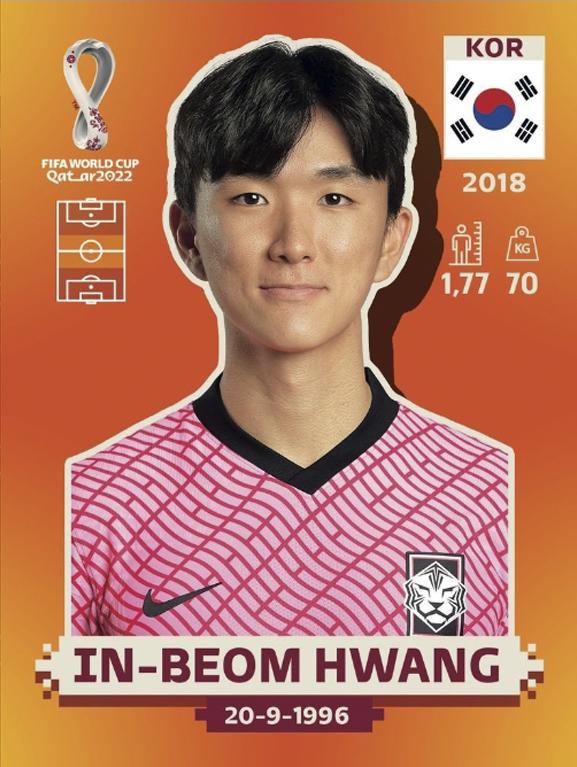 KOR
FIFA WORLD CUP
Qatar2022
2018
KG
1,77 70
IN-BEOM HWANG
20-9-1996